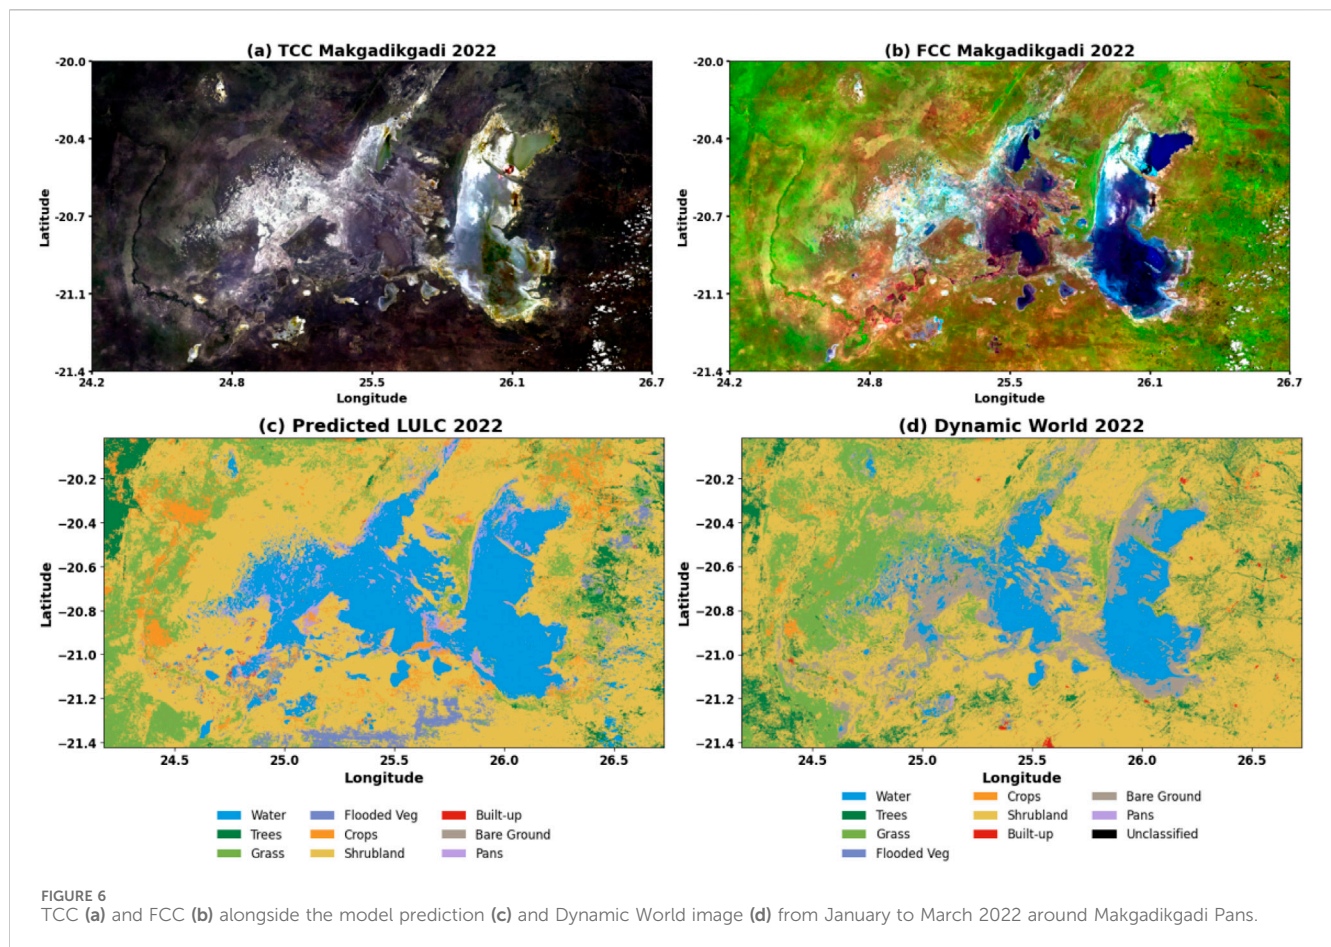 (a) TCC Makgadikgadi 2022
-20.0
-20.4
-20.7
-21.1
-21.4
Latitude
24.2 24.8 25.5 26.1 26.7
Longitude
(b) FCC Makgadikgadi 2022
-20.0
-20.4
-20.7
-21.1
-21.4
Latitude
24.2 24.8 25.5 26.1 26.7
Longitude
(c) Predicted LULC 2022
−20.2
−20.4
−20.6
−20.8
−21.0
−21.2
−21.4
Latitude
24.5 25.0 25.5 26.0 26.5
Longitude
Water Flooded Veg Built-up
Trees Crops Bare Ground
Grass Shrubland Pans
(d) Dynamic World 2022
−20.2
−20.4
−20.6
−20.8
−21.0
−21.2
−21.4
Latitude
24.5 25.0 25.5 26.0 26.5
Longitude
Water Crops Bare Ground
Trees Shrubland Pans
Grass Built-up Unclassified
Flooded Veg
FIGURE 6
TCC (a) and FCC (b) alongside the model prediction (c) and Dynamic World image (d) from January to March 2022 around Makgadikgadi Pans.